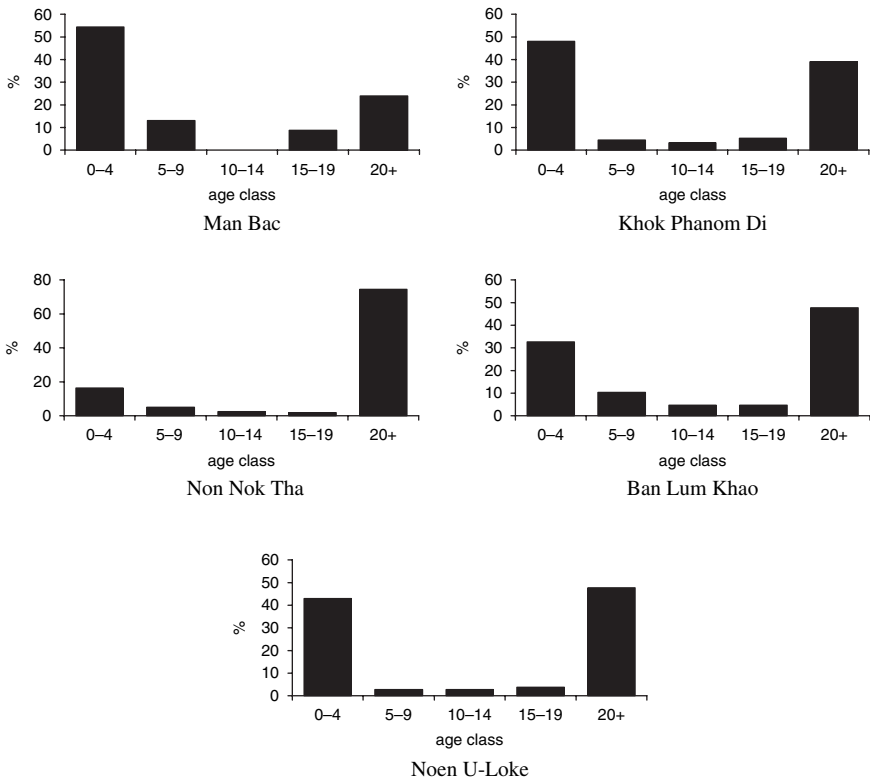 60
50
40
30
20
10
0
%
0–4 5–9 10–14 15–19 20+
age class
Man Bac
60
50
40
30
20
10
0
%
0–4 5–9 10–14 15–19 20+
age class
Khok Phanom Di
80
60
40
20
0
%
0–4 5–9 10–14 15–19 20+
age class
Non Nok Tha
60
50
40
30
20
10
0
%
0–4 5–9 10–14 15–19 20+
age class
Ban Lum Khao
60
50
40
30
20
10
0
%
0–4 5–9 10–14 15–19 20+
age class
Noen U-Loke